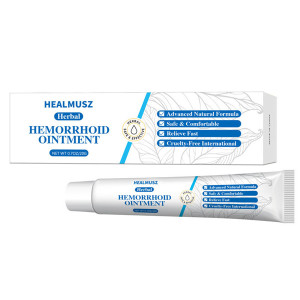 HEALMUSZ
Herbal
HEMORRHOID
OINTMENT
NET WT 0.70Z/20g
Advanced Natural Formula
Safe & Comfortable
Relieve Fast
Cruelty-Free International
HEALMUSZ
Herbal
HEMORRHOID
OINTMENT
Advanced Natural Formula
Safe & Comfortable
Relieve Fast
Cruelty-Free International